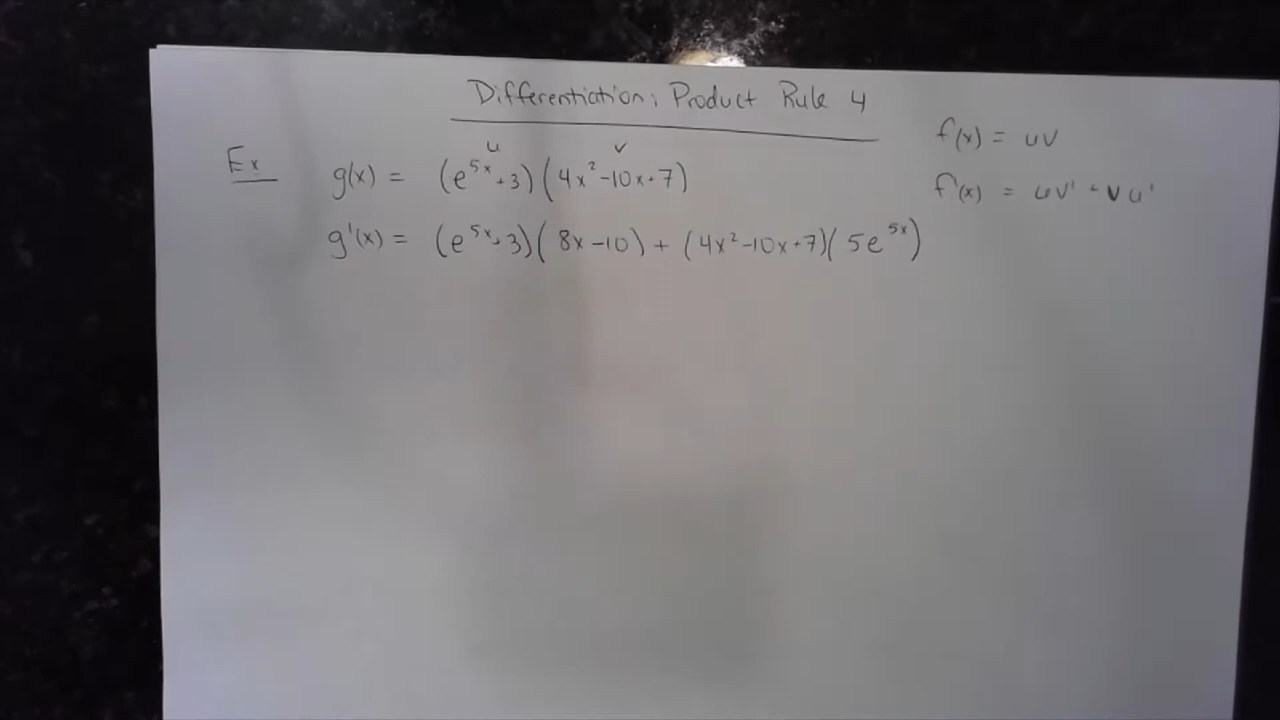 Differentiation: Product Rule 4
f(x) = uv
f'(x) = uv' + vu'
u v
Ex g(x) = (e^5x + 3)(4x² - 10x + 7)
g'(x) = (e^5x + 3)(8x - 10) + (4x² - 10x + 7)(5e^5x)